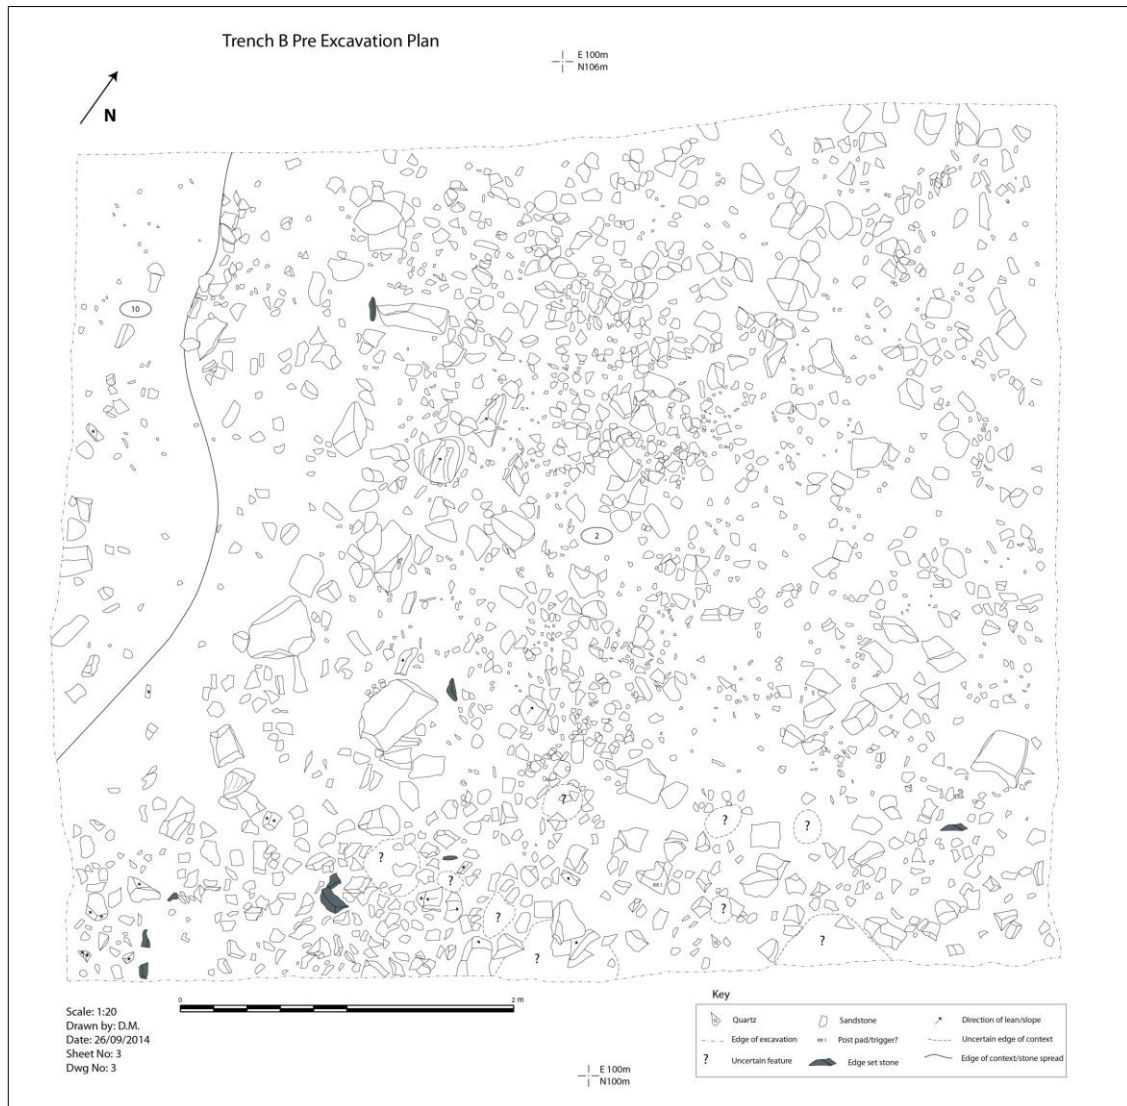 Trench B Pre Excavation Plan
E 100m
N106m
N
10
2
?
?
?
?
?
P.P. 1
?
?
?
?
Scale: 1:20
Drawn by: D.M.
Date: 26/09/2014
Sheet No: 3
Dwg No: 3
0
2 m
E 100m
N100m
Key
Quartz
Sandstone
Direction of lean/slope
Edge of excavation
P.P. 1
Post pad/trigger?
Uncertain edge of context
?
Uncertain feature
Edge set stone
Edge of context/stone spread